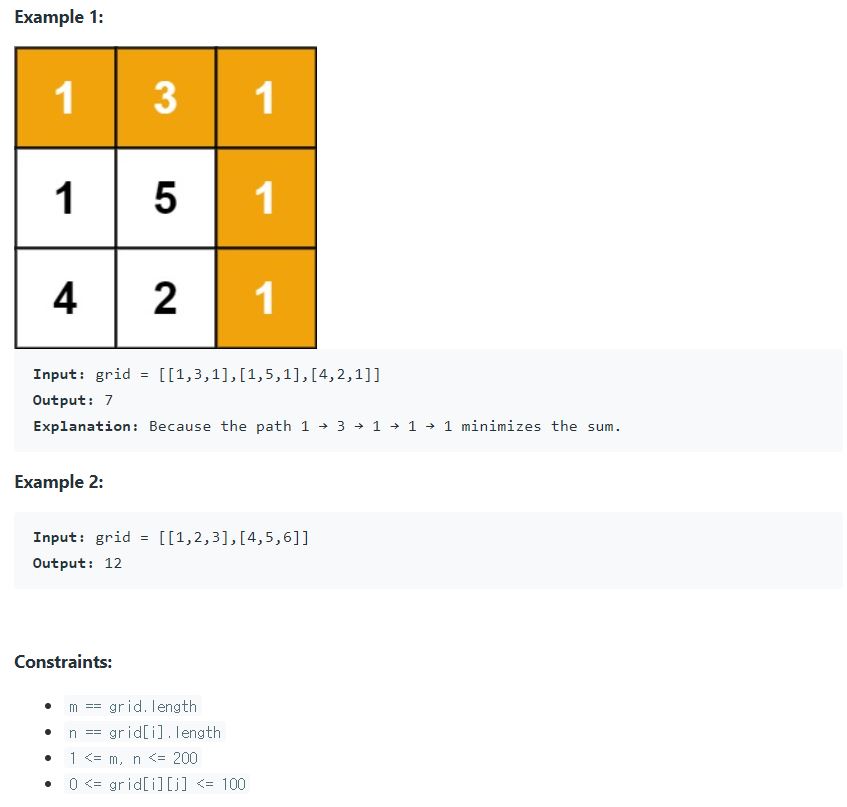 Example 1:
1 3 1
1 5 1
4 2 1
Input: grid = [[1,3,1],[1,5,1],[4,2,1]]
Output: 7
Explanation: Because the path 1 → 3 → 1 → 1 → 1 minimizes the sum.
Example 2:
Input: grid = [[1,2,3],[4,5,6]]
Output: 12
Constraints:
• m == grid.length
• n == grid[i].length
• 1 <= m, n <= 200
• 0 <= grid[i][j] <= 100